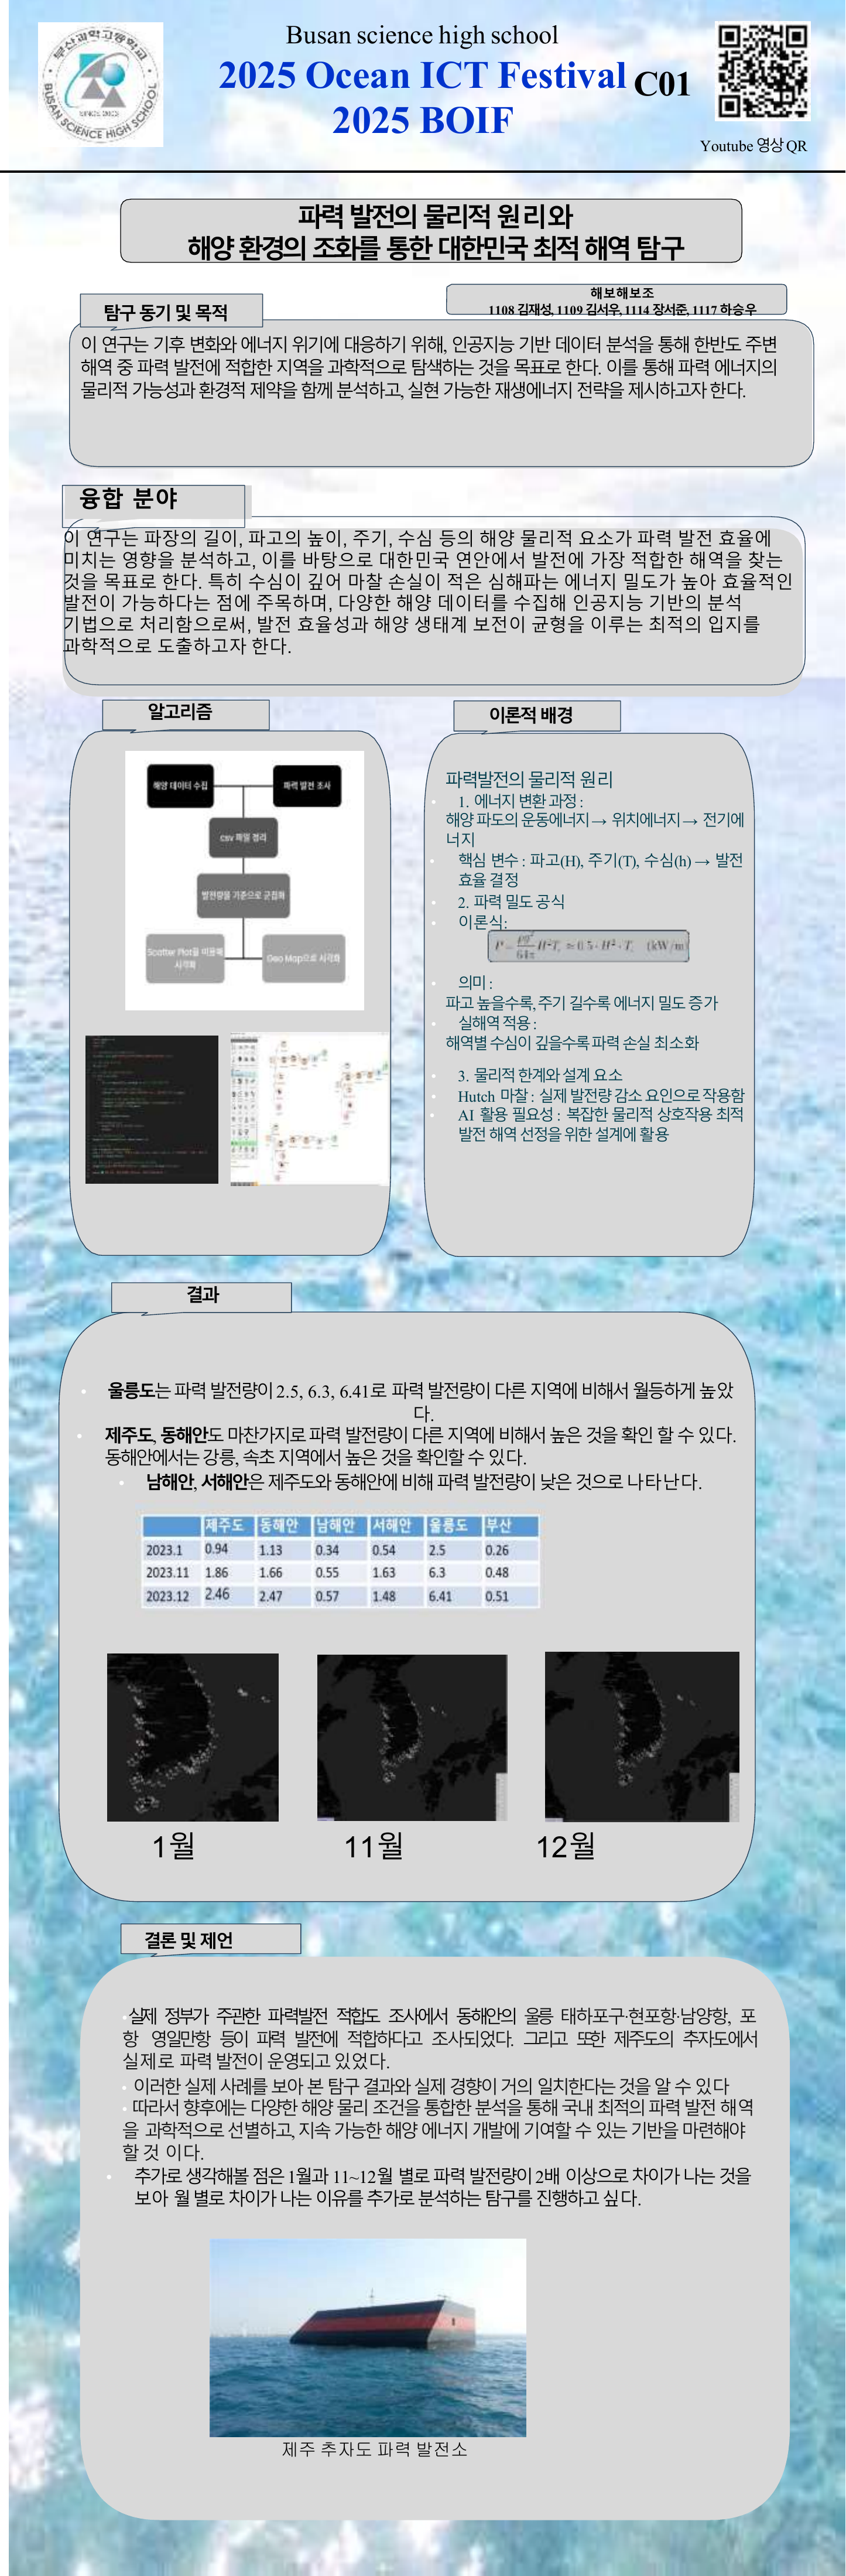 부산과학고등학교
SINCE 2003
BUSAN SCIENCE HIGH SCHOOL
Busan science high school
2025 Ocean ICT Festival
2025 BOIF
C01
Youtube 영상 QR
파력 발전의 물리적 원리와
해양 환경의 조화를 통한 대한민국 최적 해역 탐구
해보해보조
1108 김재성, 1109 김서우, 1114 장서준, 1117 하승우
탐구 동기 및 목적
이 연구는 기후 변화와 에너지 위기에 대응하기 위해, 인공지능 기반 데이터 분석을 통해 한반도 주변
해역 중 파력 발전에 적합한 지역을 과학적으로 탐색하는 것을 목표로 한다. 이를 통해 파력 에너지의
물리적 가능성과 환경적 제약을 함께 분석하고, 실현 가능한 재생에너지 전략을 제시하고자 한다.
융합 분야
이 연구는 파장의 길이, 파고의 높이, 주기, 수심 등의 해양 물리적 요소가 파력 발전 효율에
미치는 영향을 분석하고, 이를 바탕으로 대한민국 연안에서 발전에 가장 적합한 해역을 찾는
것을 목표로 한다. 특히 수심이 깊어 마찰 손실이 적은 심해파는 에너지 밀도가 높아 효율적인
발전이 가능하다는 점에 주목하며, 다양한 해양 데이터를 수집해 인공지능 기반의 분석
기법으로 처리함으로써, 발전 효율성과 해양 생태계 보전이 균형을 이루는 최적의 입지를
과학적으로 도출하고자 한다.
알고리즘
해양 데이터 수집
파력 발전 조사
csv 파일 정리
발전량을 기준으로 군집화
Scatter Plot을 이용해
시각화
Geo Map으로 시각화
이론적 배경
파력발전의 물리적 원리
• 1. 에너지 변환 과정 :
해양 파도의 운동에너지 → 위치에너지 → 전기에
너지
• 핵심 변수 : 파고(H), 주기(T), 수심(h) → 발전
효율 결정
• 2. 파력 밀도 공식
• 이론식:
P = ρg²/64π H²Tₑ ≈ 0.5 · H² · Tₑ (kW/m)
• 의미 :
파고 높을수록, 주기 길수록 에너지 밀도 증가
• 실해역 적용 :
해역별 수심이 깊을수록 파력 손실 최소화
• 3. 물리적 한계와 설계 요소
• Hutch 마찰 : 실제 발전량 감소 요인으로 작용함
• AI 활용 필요성 : 복잡한 물리적 상호작용 최적
발전 해역 선정을 위한 설계에 활용
결과
• 울릉도는 파력 발전량이 2.5, 6.3, 6.41로 파력 발전량이 다른 지역에 비해서 월등하게 높았
다.
• 제주도, 동해안도 마찬가지로 파력 발전량이 다른 지역에 비해서 높은 것을 확인 할 수 있다.
동해안에서는 강릉, 속초 지역에서 높은 것을 확인할 수 있다.
• 남해안, 서해안은 제주도와 동해안에 비해 파력 발전량이 낮은 것으로 나타난다.
제주도 동해안 남해안 서해안 울릉도 부산
2023.1 0.94 1.13 0.34 0.54 2.5 0.26
2023.11 1.86 1.66 0.55 1.63 6.3 0.48
2023.12 2.46 2.47 0.57 1.48 6.41 0.51
1월 11월 12월
결론 및 제언
• 실제 정부가 주관한 파력발전 적합도 조사에서 동해안의 울릉 태하포구·현포항·남양항, 포
항 영일만항 등이 파력 발전에 적합하다고 조사되었다. 그리고 또한 제주도의 추자도에서
실제로 파력 발전이 운영되고 있었다.
• 이러한 실제 사례를 보아 본 탐구 결과와 실제 경향이 거의 일치한다는 것을 알 수 있다
• 따라서 향후에는 다양한 해양 물리 조건을 통합한 분석을 통해 국내 최적의 파력 발전 해역
을 과학적으로 선별하고, 지속 가능한 해양 에너지 개발에 기여할 수 있는 기반을 마련해야
할 것 이다.
• 추가로 생각해볼 점은 1월과 11~12월 별로 파력 발전량이 2배 이상으로 차이가 나는 것을
보아 월 별로 차이가 나는 이유를 추가로 분석하는 탐구를 진행하고 싶다.
제주 추자도 파력 발전소